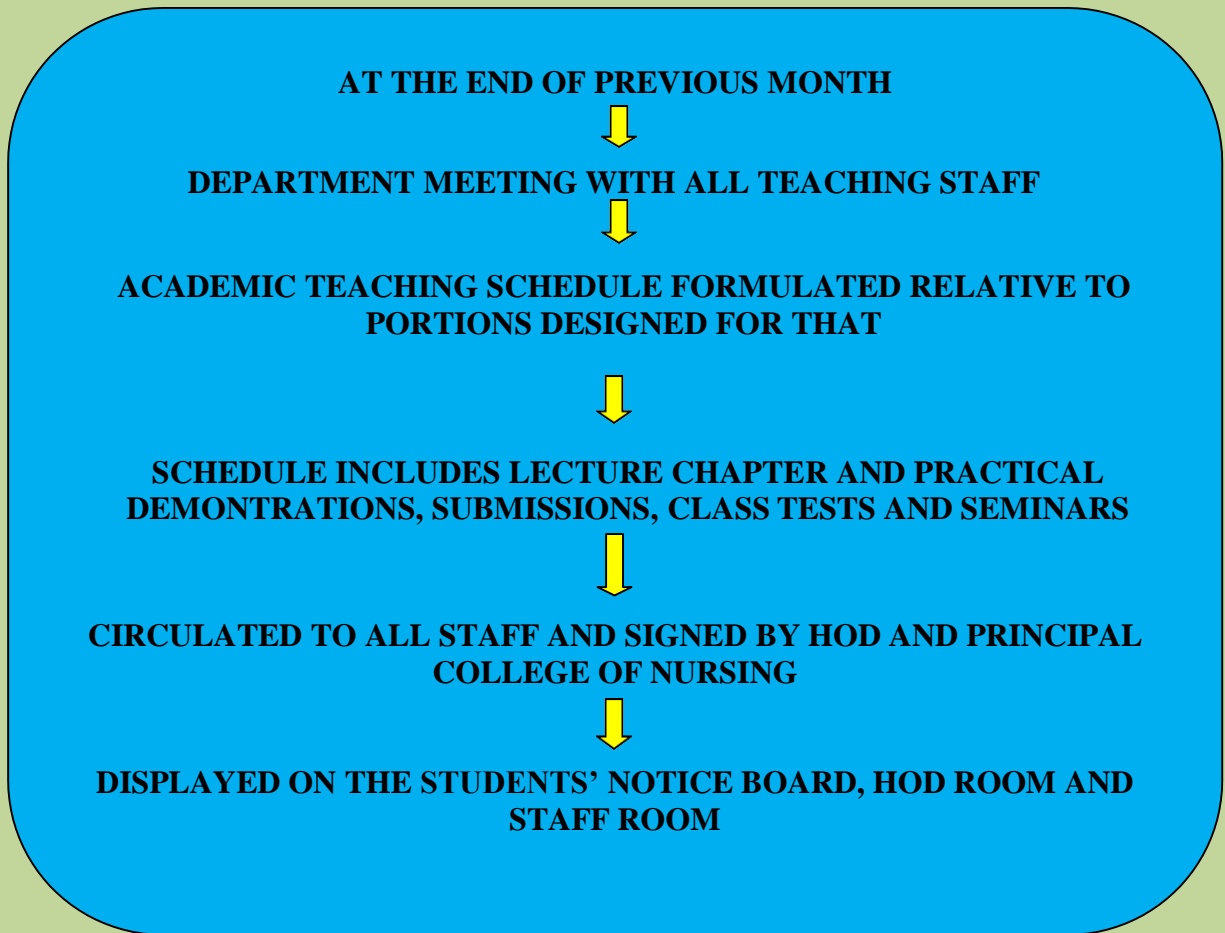 AT THE END OF PREVIOUS MONTH
DEPARTMENT MEETING WITH ALL TEACHING STAFF
ACADEMIC TEACHING SCHEDULE FORMULATED RELATIVE TO
PORTIONS DESIGNED FOR THAT
SCHEDULE INCLUDES LECTURE CHAPTER AND PRACTICAL
DEMONTRATIONS, SUBMISSIONS, CLASS TESTS AND SEMINARS
CIRCULATED TO ALL STAFF AND SIGNED BY HOD AND PRINCIPAL
COLLEGE OF NURSING
DISPLAYED ON THE STUDENTS’ NOTICE BOARD, HOD ROOM AND
STAFF ROOM